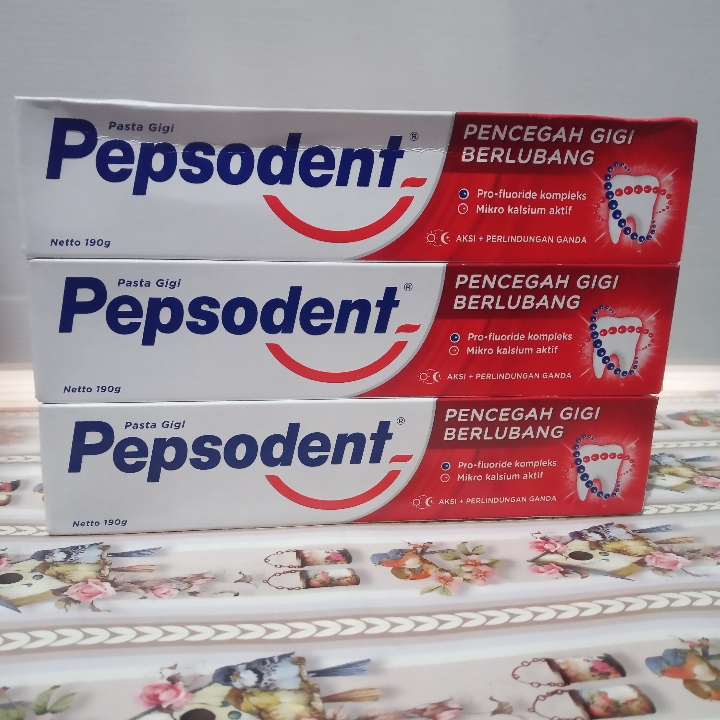 Pasta Gigi
Pepsodent®
Netto 190g
PENCEGAH GIGI
BERLUBANG
Pro-fluoride kompleks
Mikro kalsium aktif
AKSI + PERLINDUNGAN GANDA
Pasta Gigi
Pepsodent®
Netto 190g
PENCEGAH GIGI
BERLUBANG
Pro-fluoride kompleks
Mikro kalsium aktif
AKSI + PERLINDUNGAN GANDA
Pasta Gigi
Pepsodent®
Netto 190g
PENCEGAH GIGI
BERLUBANG
Pro-fluoride kompleks
Mikro kalsium aktif
AKSI + PERLINDUNGAN GANDA